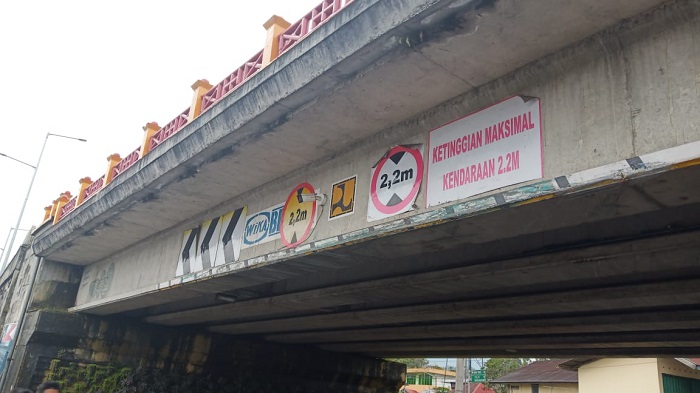 WIKA
2,2m
2,2m
KETINGGIAN MAKSIMAL
KENDARAAN 2.2M